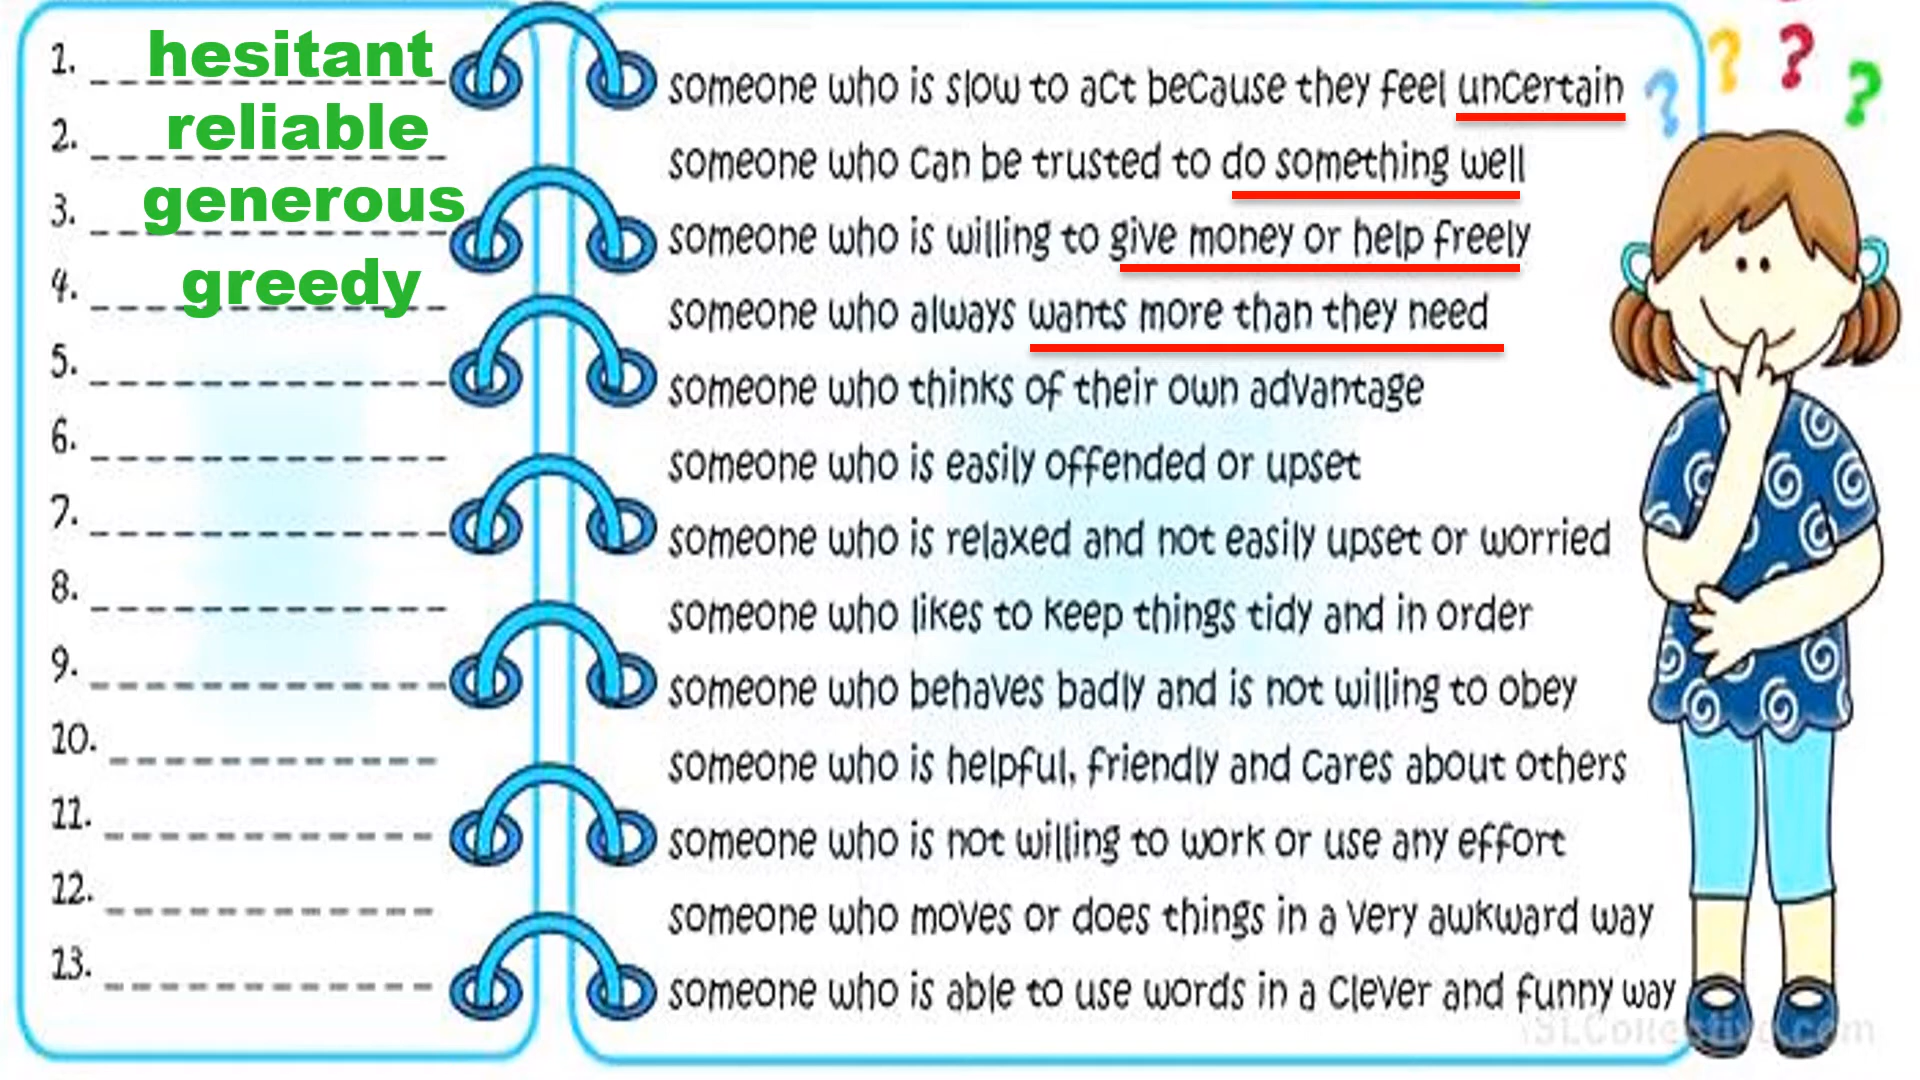 1. hesitant someone who is slow to act because they feel uncertain
2. reliable someone who can be trusted to do something well
3. generous someone who is willing to give money or help freely
4. greedy someone who always wants more than they need
5. someone who thinks of their own advantage
6. someone who is easily offended or upset
7. someone who is relaxed and not easily upset or worried
8. someone who likes to keep things tidy and in order
9. someone who behaves badly and is not willing to obey
10. someone who is helpful, friendly and cares about others
11. someone who is not willing to work or use any effort
12. someone who moves or does things in a very awkward way
13. someone who is able to use words in a clever and funny way
? ? ? ?